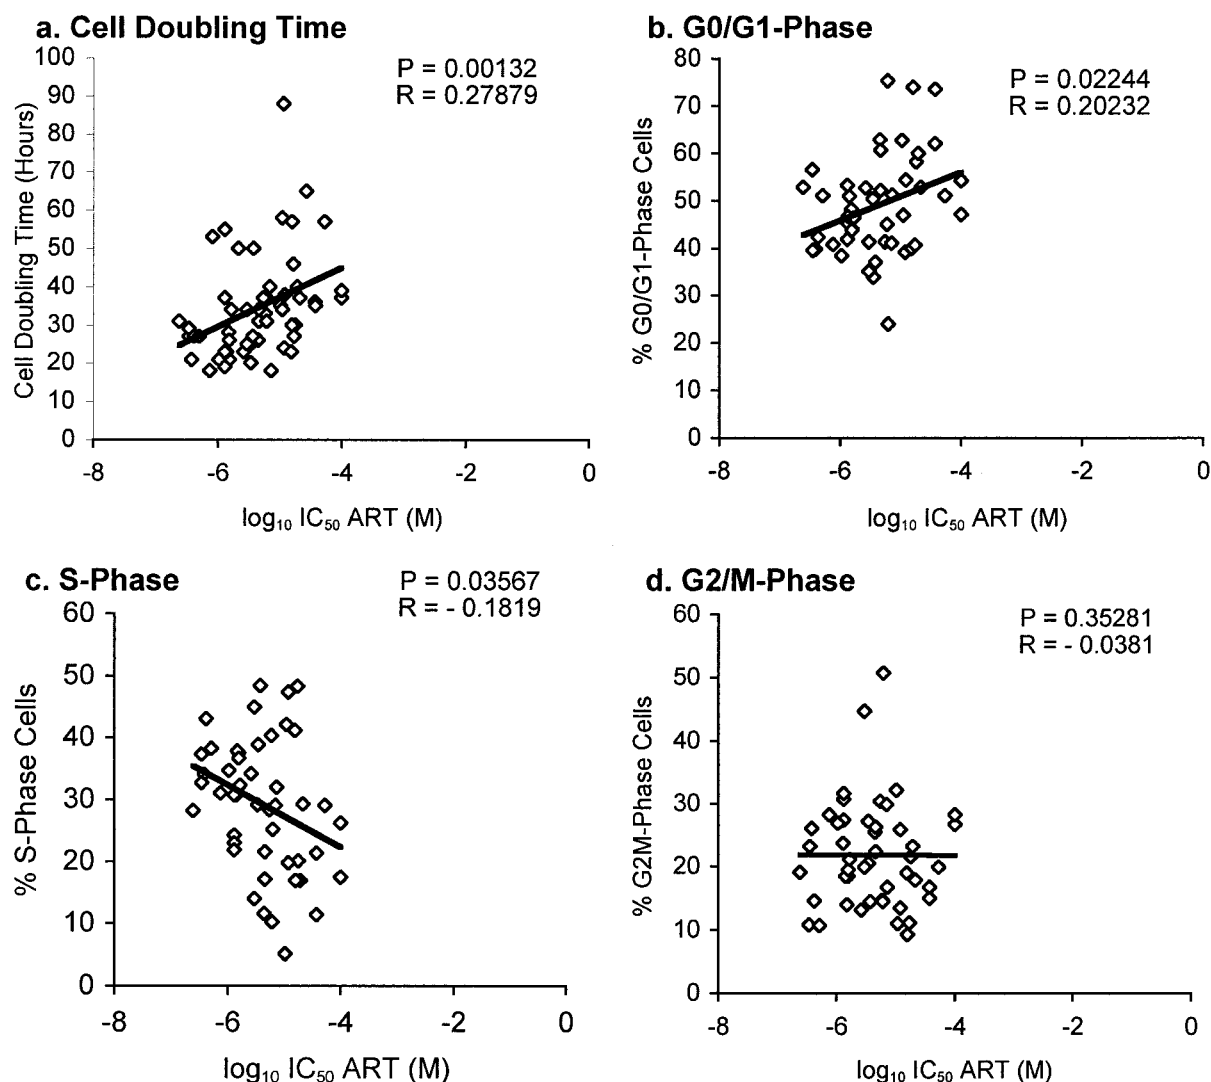 a. Cell Doubling Time
P = 0.00132
R = 0.27879
Cell Doubling Time (Hours)
100
90
80
70
60
50
40
30
20
10
0
-8
-6
-4
-2
0
log10 IC50 ART (M)
b. G0/G1-Phase
P = 0.02244
R = 0.20232
% G0/G1-Phase Cells
80
70
60
50
40
30
20
10
0
-8
-6
-4
-2
0
log10 IC50 ART (M)
c. S-Phase
P = 0.03567
R = - 0.1819
% S-Phase Cells
60
50
40
30
20
10
0
-8
-6
-4
-2
0
log10 IC50 ART (M)
d. G2/M-Phase
P = 0.35281
R = - 0.0381
% G2M-Phase Cells
60
50
40
30
20
10
0
-8
-6
-4
-2
0
log10 IC50 ART (M)